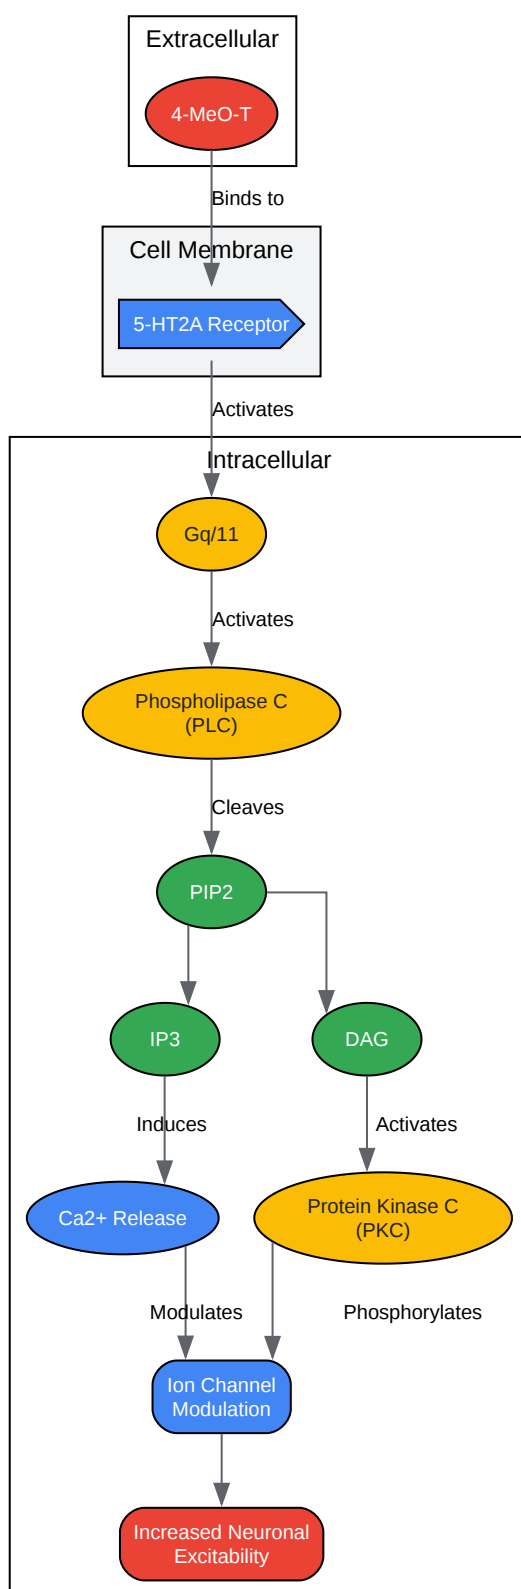 Extracellular
4-MeO-T
Binds to
Cell Membrane
5-HT2A Receptor
Activates
Intracellular
Gq/11
Activates
Phospholipase C
(PLC)
Cleaves
PIP2
IP3
DAG
Induces
Activates
Ca2+ Release
Protein Kinase C
(PKC)
Modulates
Phosphorylates
Ion Channel
Modulation
Increased Neuronal
Excitability